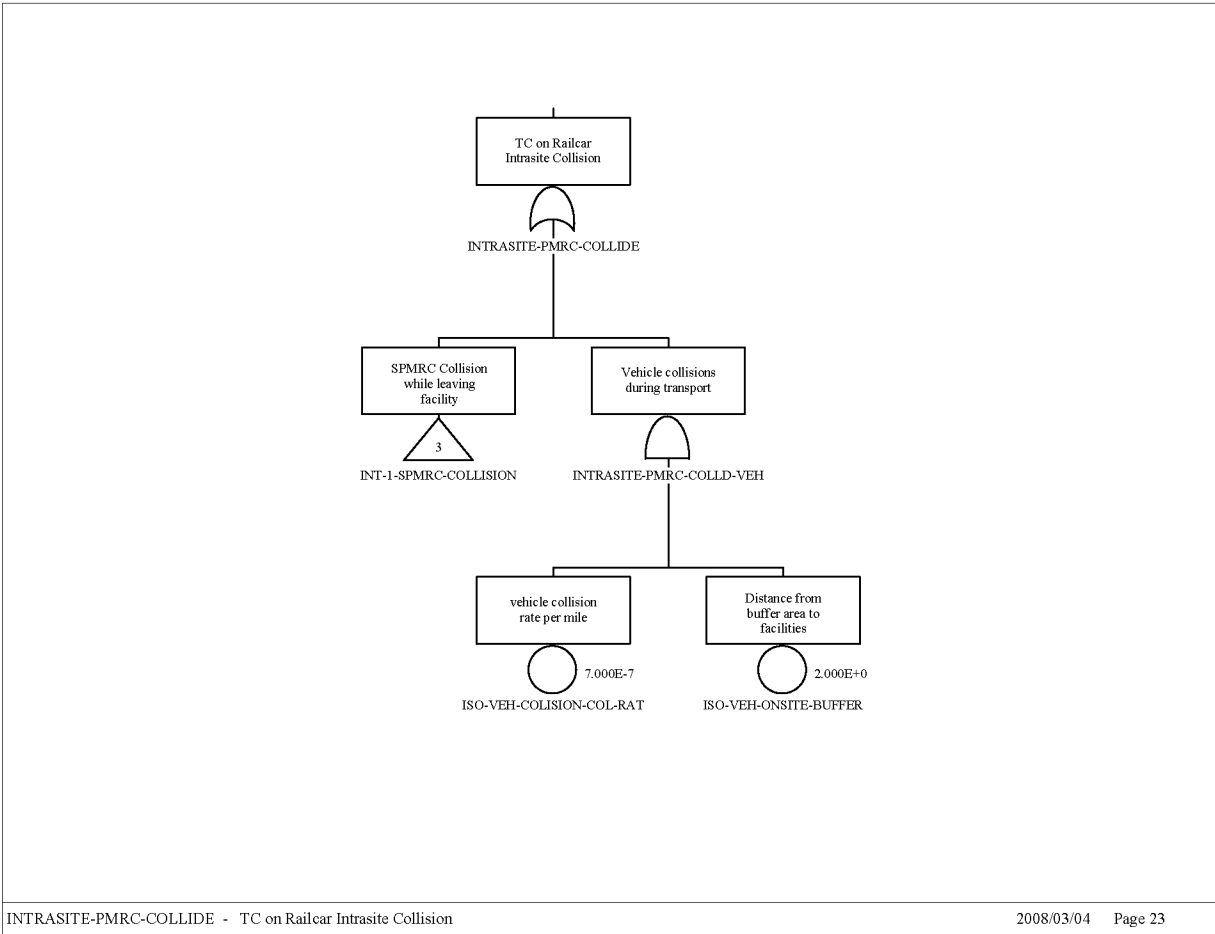 TC on Railcar
Intrasite Collision
INTRASITE-PMRC-COLLIDE
SPMRC Collision
while leaving
facility
3
INT-1-SPMRC-COLLISION
Vehicle collisions
during transport
INTRASITE-PMRC-COLLD-VEH
vehicle collision
rate per mile
7.000E-7
ISO-VEH-COLISION-COL-RAT
Distance from
buffer area to
facilities
2.000E+0
ISO-VEH-ONSITE-BUFFER
INTRASITE-PMRC-COLLIDE - TC on Railcar Intrasite Collision
2008/03/04 Page 23